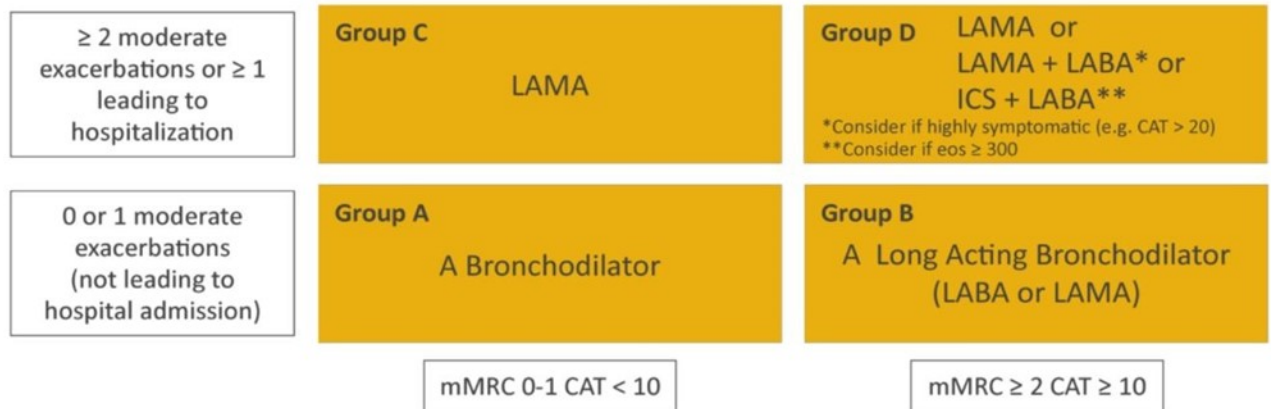 ≥ 2 moderate
exacerbations or ≥ 1
leading to
hospitalization
Group C
LAMA
Group D
LAMA or
LAMA + LABA* or
ICS + LABA**
*Consider if highly symptomatic (e.g. CAT > 20)
**Consider if eos ≥ 300
0 or 1 moderate
exacerbations
(not leading to
hospital admission)
Group A
A Bronchodilator
Group B
A Long Acting Bronchodilator
(LABA or LAMA)
mMRC 0-1 CAT < 10
mMRC ≥ 2 CAT ≥ 10